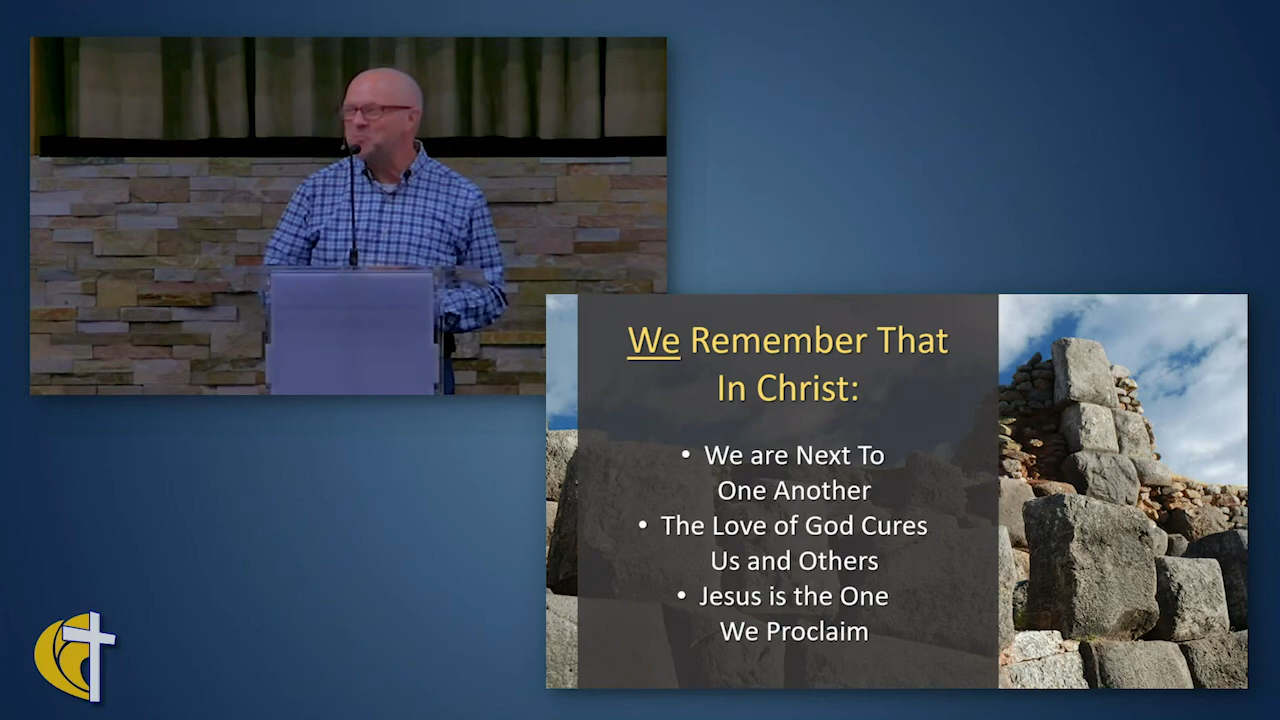 We Remember That
In Christ:
• We are Next To
One Another
• The Love of God Cures
Us and Others
• Jesus is the One
We Proclaim